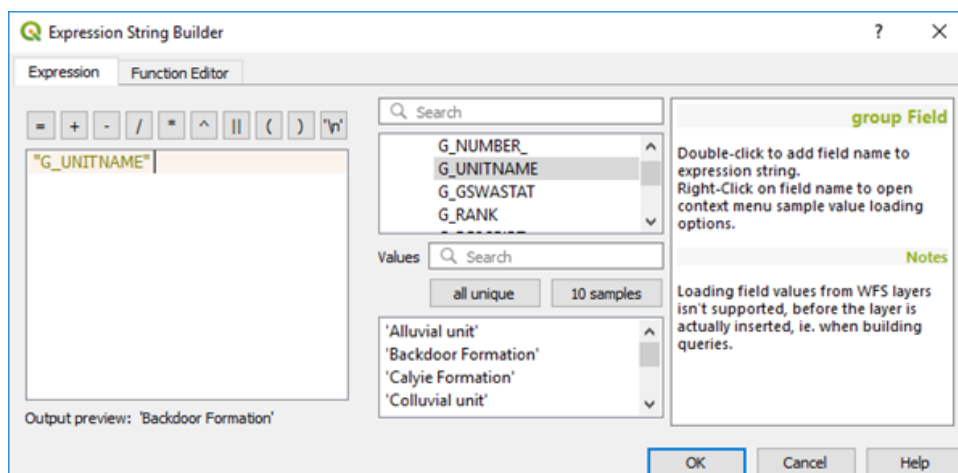 Expression String Builder
?
Expression
Function Editor
= + - / * ^ || ( ) '\n'
"G_UNITNAME"
Output preview: 'Backdoor Formation'
Search
G_NUMBER_
G_UNITNAME
G_GSWASTAT
G_RANK
Values
Search
all unique
10 samples
'Alluvial unit'
'Backdoor Formation'
'Calyie Formation'
'Colluvial unit'
group Field
Double-click to add field name to
expression string.
Right-Click on field name to open
context menu sample value loading
options.
Notes
Loading field values from WFS layers
isn't supported, before the layer is
actually inserted, ie. when building
queries.
OK
Cancel
Help